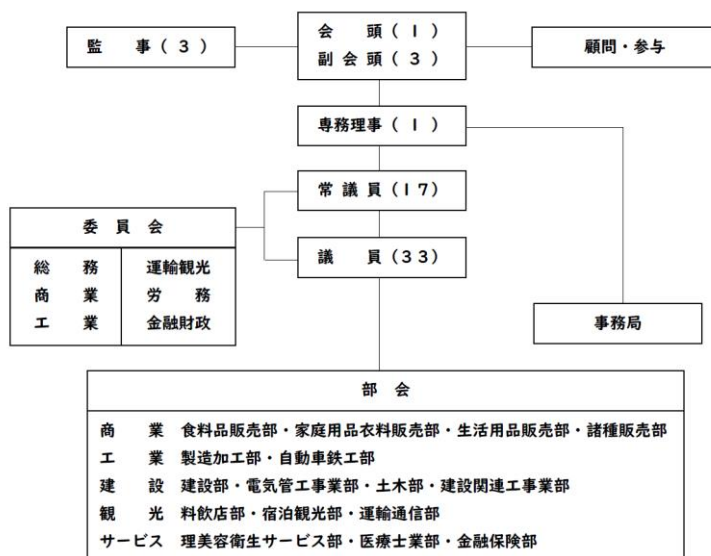 会　頭（１）
監　事（３）
副会頭（３）
顧問・参与
専務理事（１）
常議員（１７）
委　員　会
議　員（３３）
総　務　運輸観光
商　業　労　務
工　業　金融財政
事務局
部　会
商　業　食料品販売部・家庭用品衣料販売部・生活用品販売部・諸種販売部
工　業　製造加工部・自動車鉄工部
建　設　建設部・電気管工事業部・土木部・建設関連工事業部
観　光　料飲店部・宿泊観光部・運輸通信部
サービス　理美容衛生サービス部・医療士業部・金融保険部